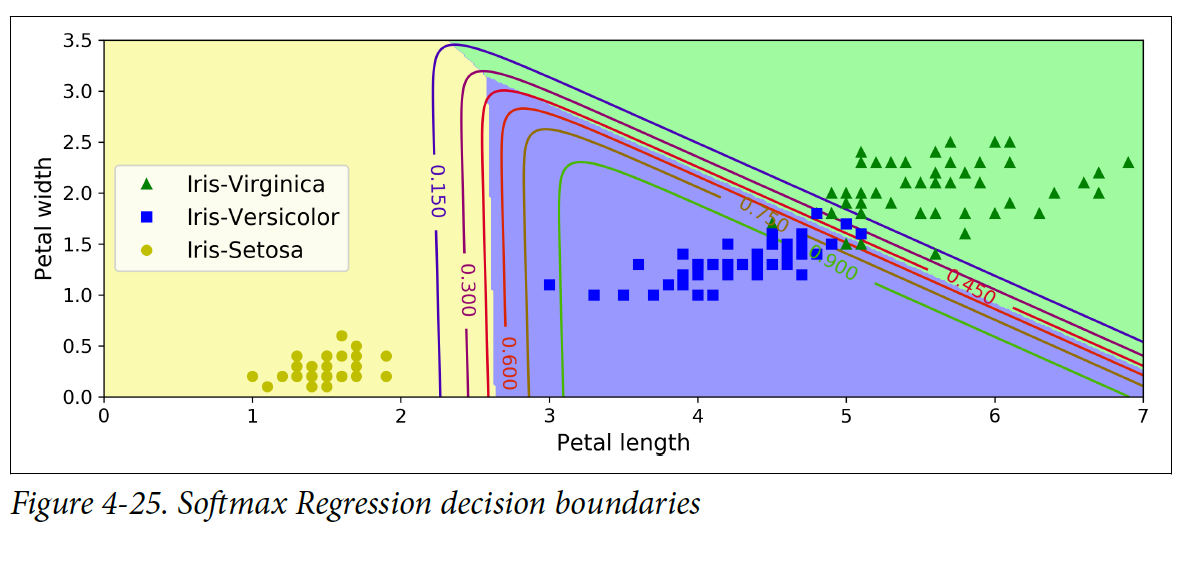 3.5
3.0
2.5
2.0
1.5
1.0
0.5
0.0
Petal width
Iris-Virginica
Iris-Versicolor
Iris-Setosa
0.150
0.300
0.600
0.750
0.900
0.450
0 1 2 3 4 5 6 7
Petal length
Figure 4-25. Softmax Regression decision boundaries